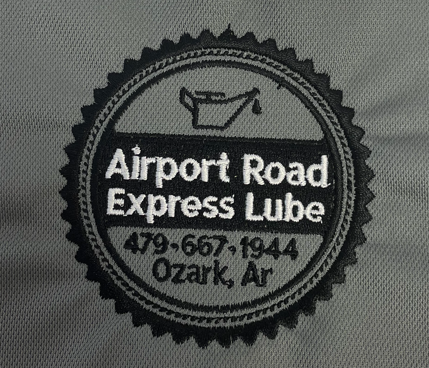 Airport Road
Express Lube
479-667-1944
Ozark, Ar